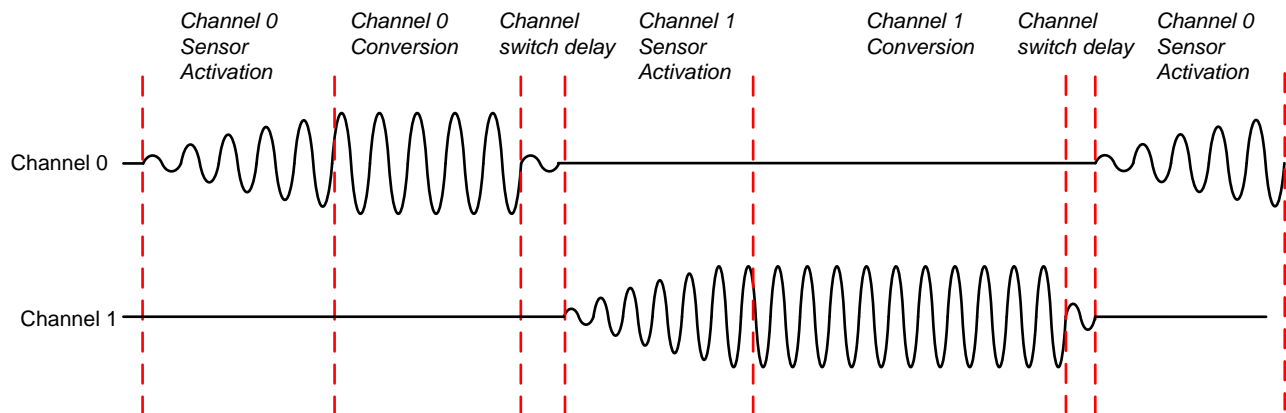 Channel 0
Sensor
Activation
Channel 0
Conversion
Channel
switch delay
Channel 1
Sensor
Activation
Channel 1
Conversion
Channel
switch delay
Channel 0
Sensor
Activation
Channel 0
Channel 1